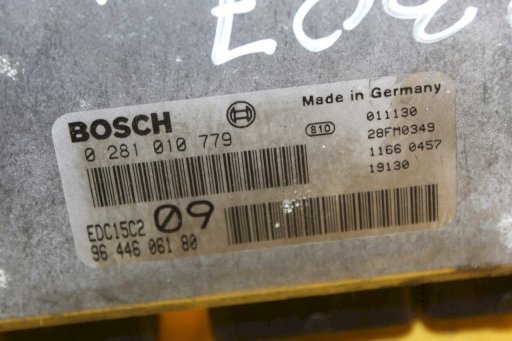 Made in Germany
BOSCH
0 281 010 779
810
011130
28FM0349
1166 0457
19130
EDC15C2 09
96 446 061 80